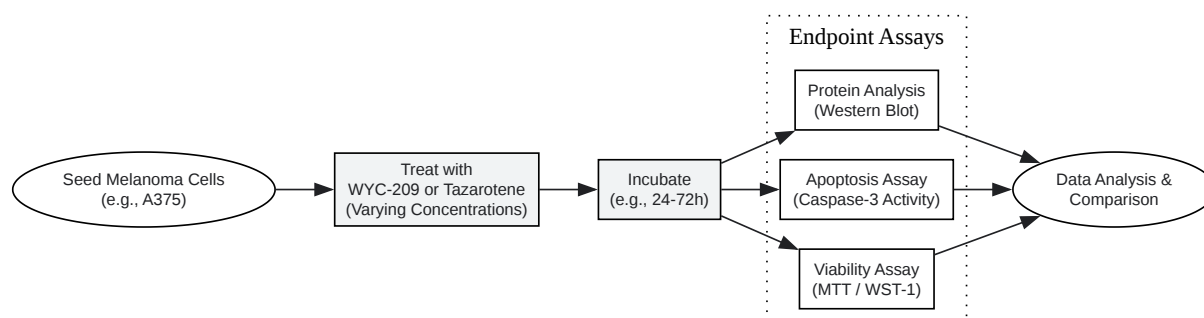 Endpoint Assays
Protein Analysis
(Western Blot)
Seed Melanoma Cells
(e.g., A375)
Treat with
WYC-209 or Tazarotene
(Varying Concentrations)
Incubate
(e.g., 24-72h)
Apoptosis Assay
(Caspase-3 Activity)
Data Analysis &
Comparison
Viability Assay
(MTT / WST-1)